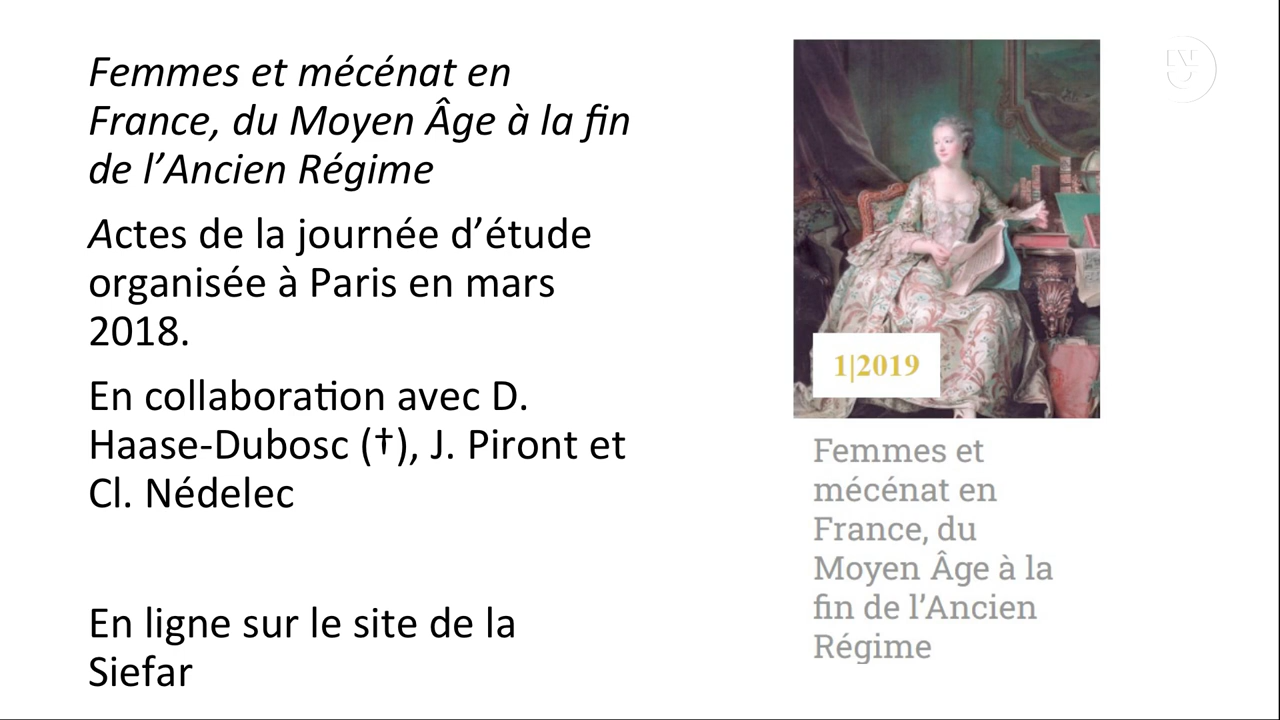 Femmes et mécénat en
France, du Moyen Âge à la fin
de l’Ancien Régime
Actes de la journée d’étude
organisée à Paris en mars
2018.
En collaboration avec D.
Haase-Dubosc (†), J. Piront et
Cl. Nédelec
En ligne sur le site de la
Siefar
1|2019
Femmes et
mécénat en
France, du
Moyen Âge à la
fin de l’Ancien
Régime